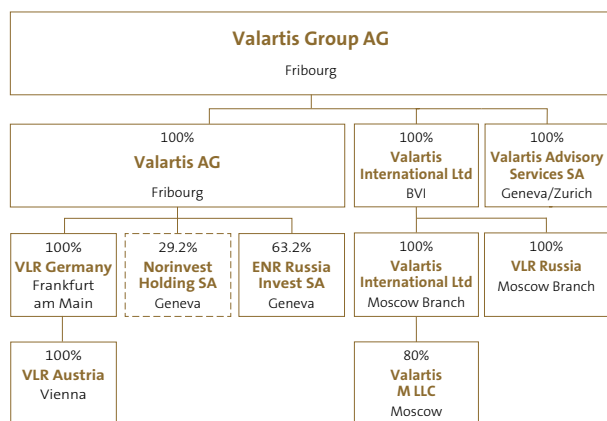 Valartis Group AG
Fribourg
100%
Valartis AG
Fribourg
100%
Valartis
International Ltd
BVI
100%
Valartis Advisory
Services SA
Geneva/Zurich
100%
VLR Germany
Frankfurt
am Main
29.2%
Norinvest
Holding SA
Geneva
63.2%
ENR Russia
Invest SA
Geneva
100%
Valartis
International Ltd
Moscow Branch
100%
VLR Russia
Moscow Branch
100%
VLR Austria
Vienna
80%
Valartis
M LLC
Moscow